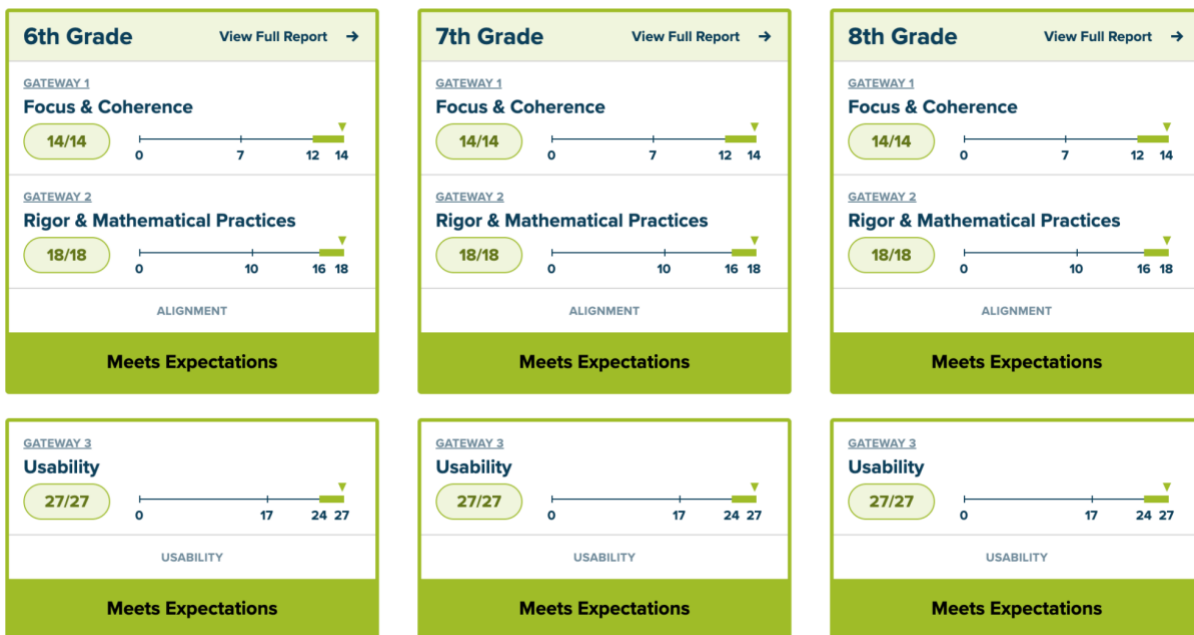 6th Grade View Full Report →
GATEWAY 1
Focus & Coherence
14/14
0 7 12 14
GATEWAY 2
Rigor & Mathematical Practices
18/18
0 10 16 18
ALIGNMENT
Meets Expectations
GATEWAY 3
Usability
27/27
0 17 24 27
USABILITY
Meets Expectations
7th Grade View Full Report →
GATEWAY 1
Focus & Coherence
14/14
0 7 12 14
GATEWAY 2
Rigor & Mathematical Practices
18/18
0 10 16 18
ALIGNMENT
Meets Expectations
GATEWAY 3
Usability
27/27
0 17 24 27
USABILITY
Meets Expectations
8th Grade View Full Report →
GATEWAY 1
Focus & Coherence
14/14
0 7 12 14
GATEWAY 2
Rigor & Mathematical Practices
18/18
0 10 16 18
ALIGNMENT
Meets Expectations
GATEWAY 3
Usability
27/27
0 17 24 27
USABILITY
Meets Expectations